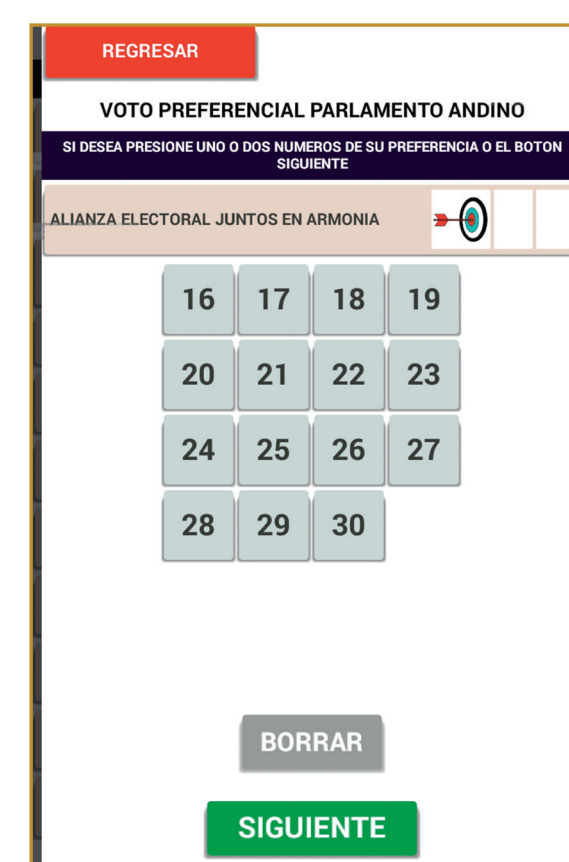 REGRESAR
VOTO PREFERENCIAL PARLAMENTO ANDINO
SI DESEA PRESIONE UNO O DOS NUMEROS DE SU PREFERENCIA O EL BOTON
SIGUIENTE
ALIANZA ELECTORAL JUNTOS EN ARMONIA
16 17 18 19
20 21 22 23
24 25 26 27
28 29 30
BORRAR
SIGUIENTE